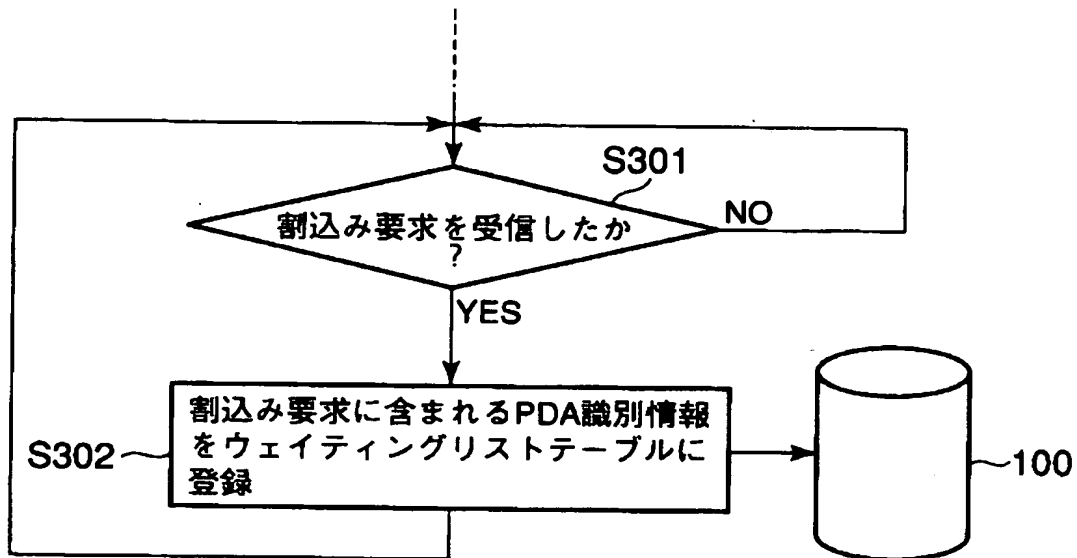 S301
割込み要求を受信したか
?
NO
YES
割込み要求に含まれるPDA識別情報
をウェイティングリストテーブルに
登録
S302
100